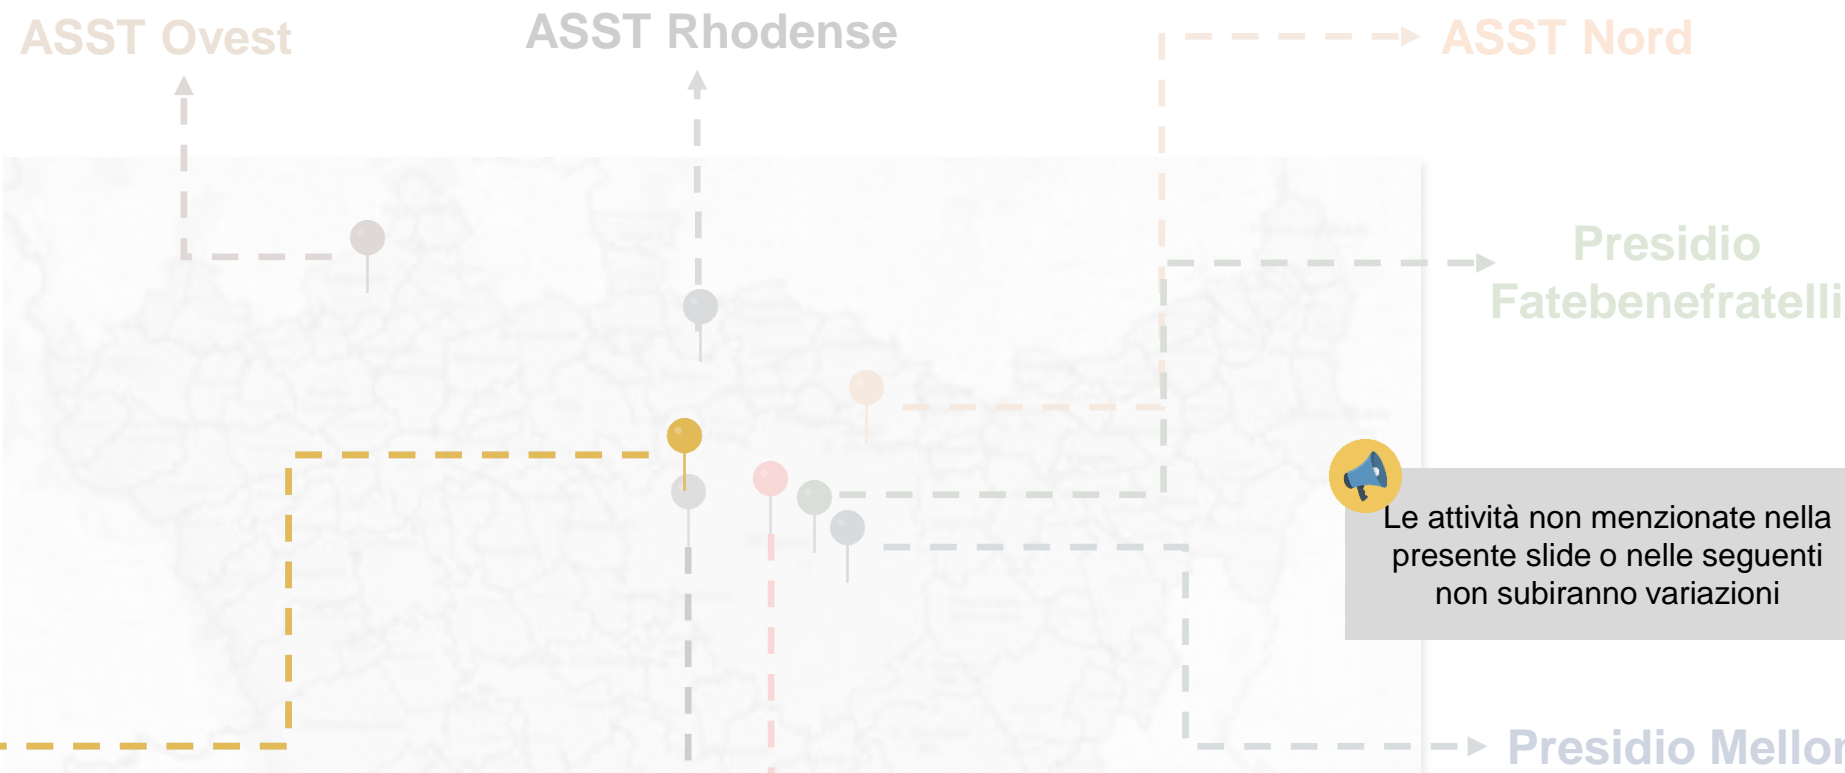 ASST Ovest
ASST Rhodense
ASST Nord
Presidio
Fatebenefratelli
Le attività non menzionate nella
presente slide o nelle seguenti
non subiranno variazioni
Presidio